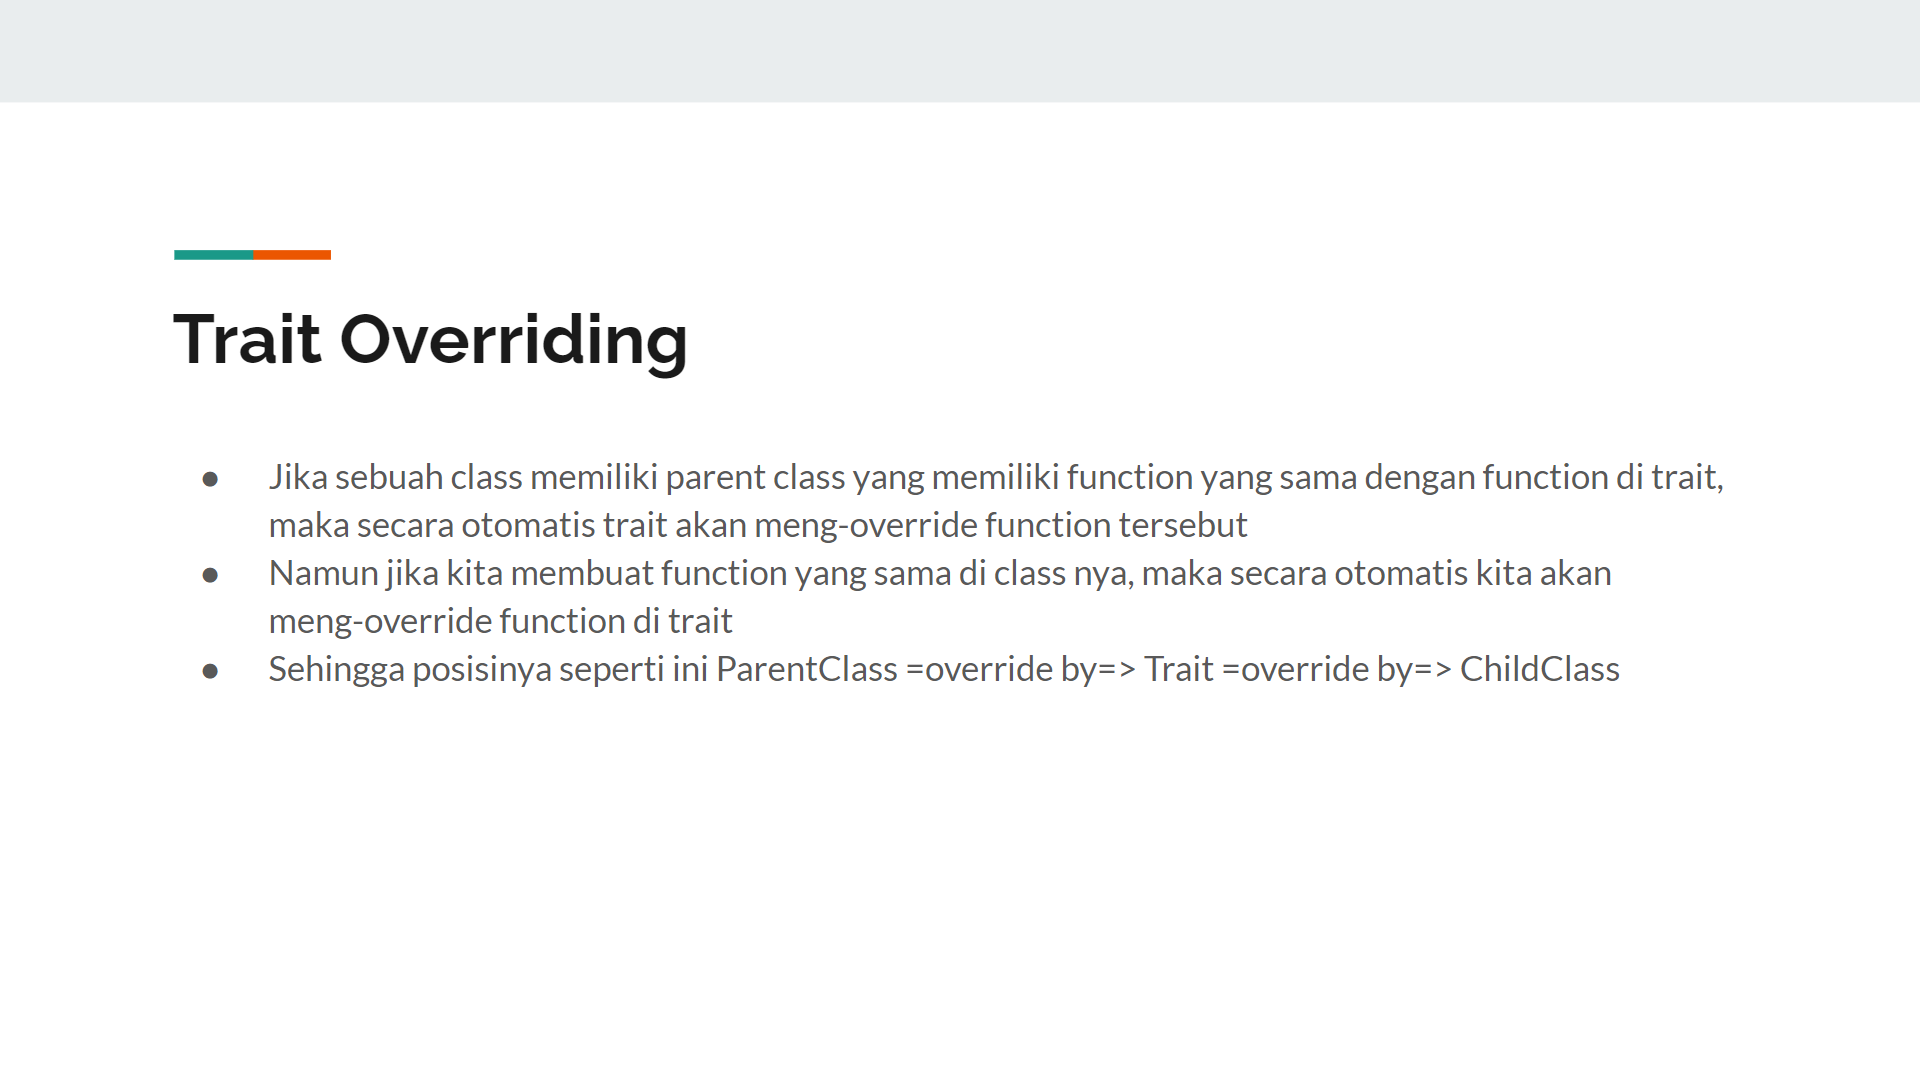 Trait Overriding
● Jika sebuah class memiliki parent class yang memiliki function yang sama dengan function di trait,
maka secara otomatis trait akan meng-override function tersebut
● Namun jika kita membuat function yang sama di class nya, maka secara otomatis kita akan
meng-override function di trait
● Sehingga posisinya seperti ini ParentClass =override by=> Trait =override by=> ChildClass